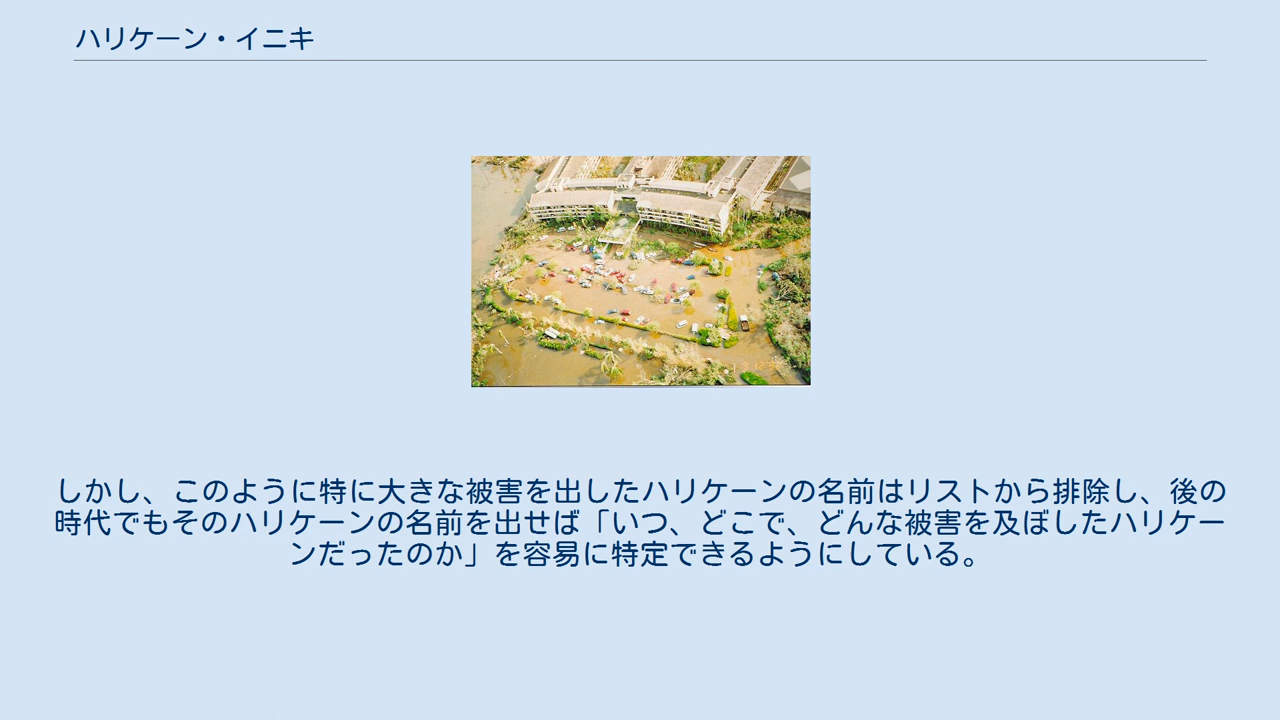 ハリケーン・イニキ
しかし、このように特に大きな被害を出したハリケーンの名前はリストから排除し、後の
時代でもそのハリケーンの名前を出せば「いつ、どこで、どんな被害を及ぼしたハリケー
ンだったのか」を容易に特定できるようにしている。